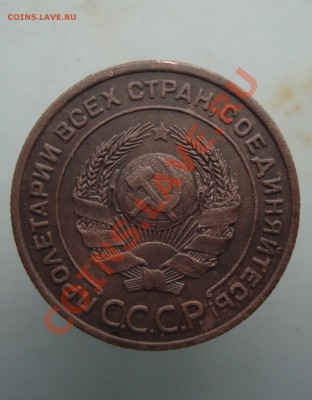 COINS.LAVE.RU
ПРОЛЕТАРИИ ВСЕХ СТРАН, СОЕДИНЯЙТЕСЬ!
С.С.С.Р.
coins.lave.ru